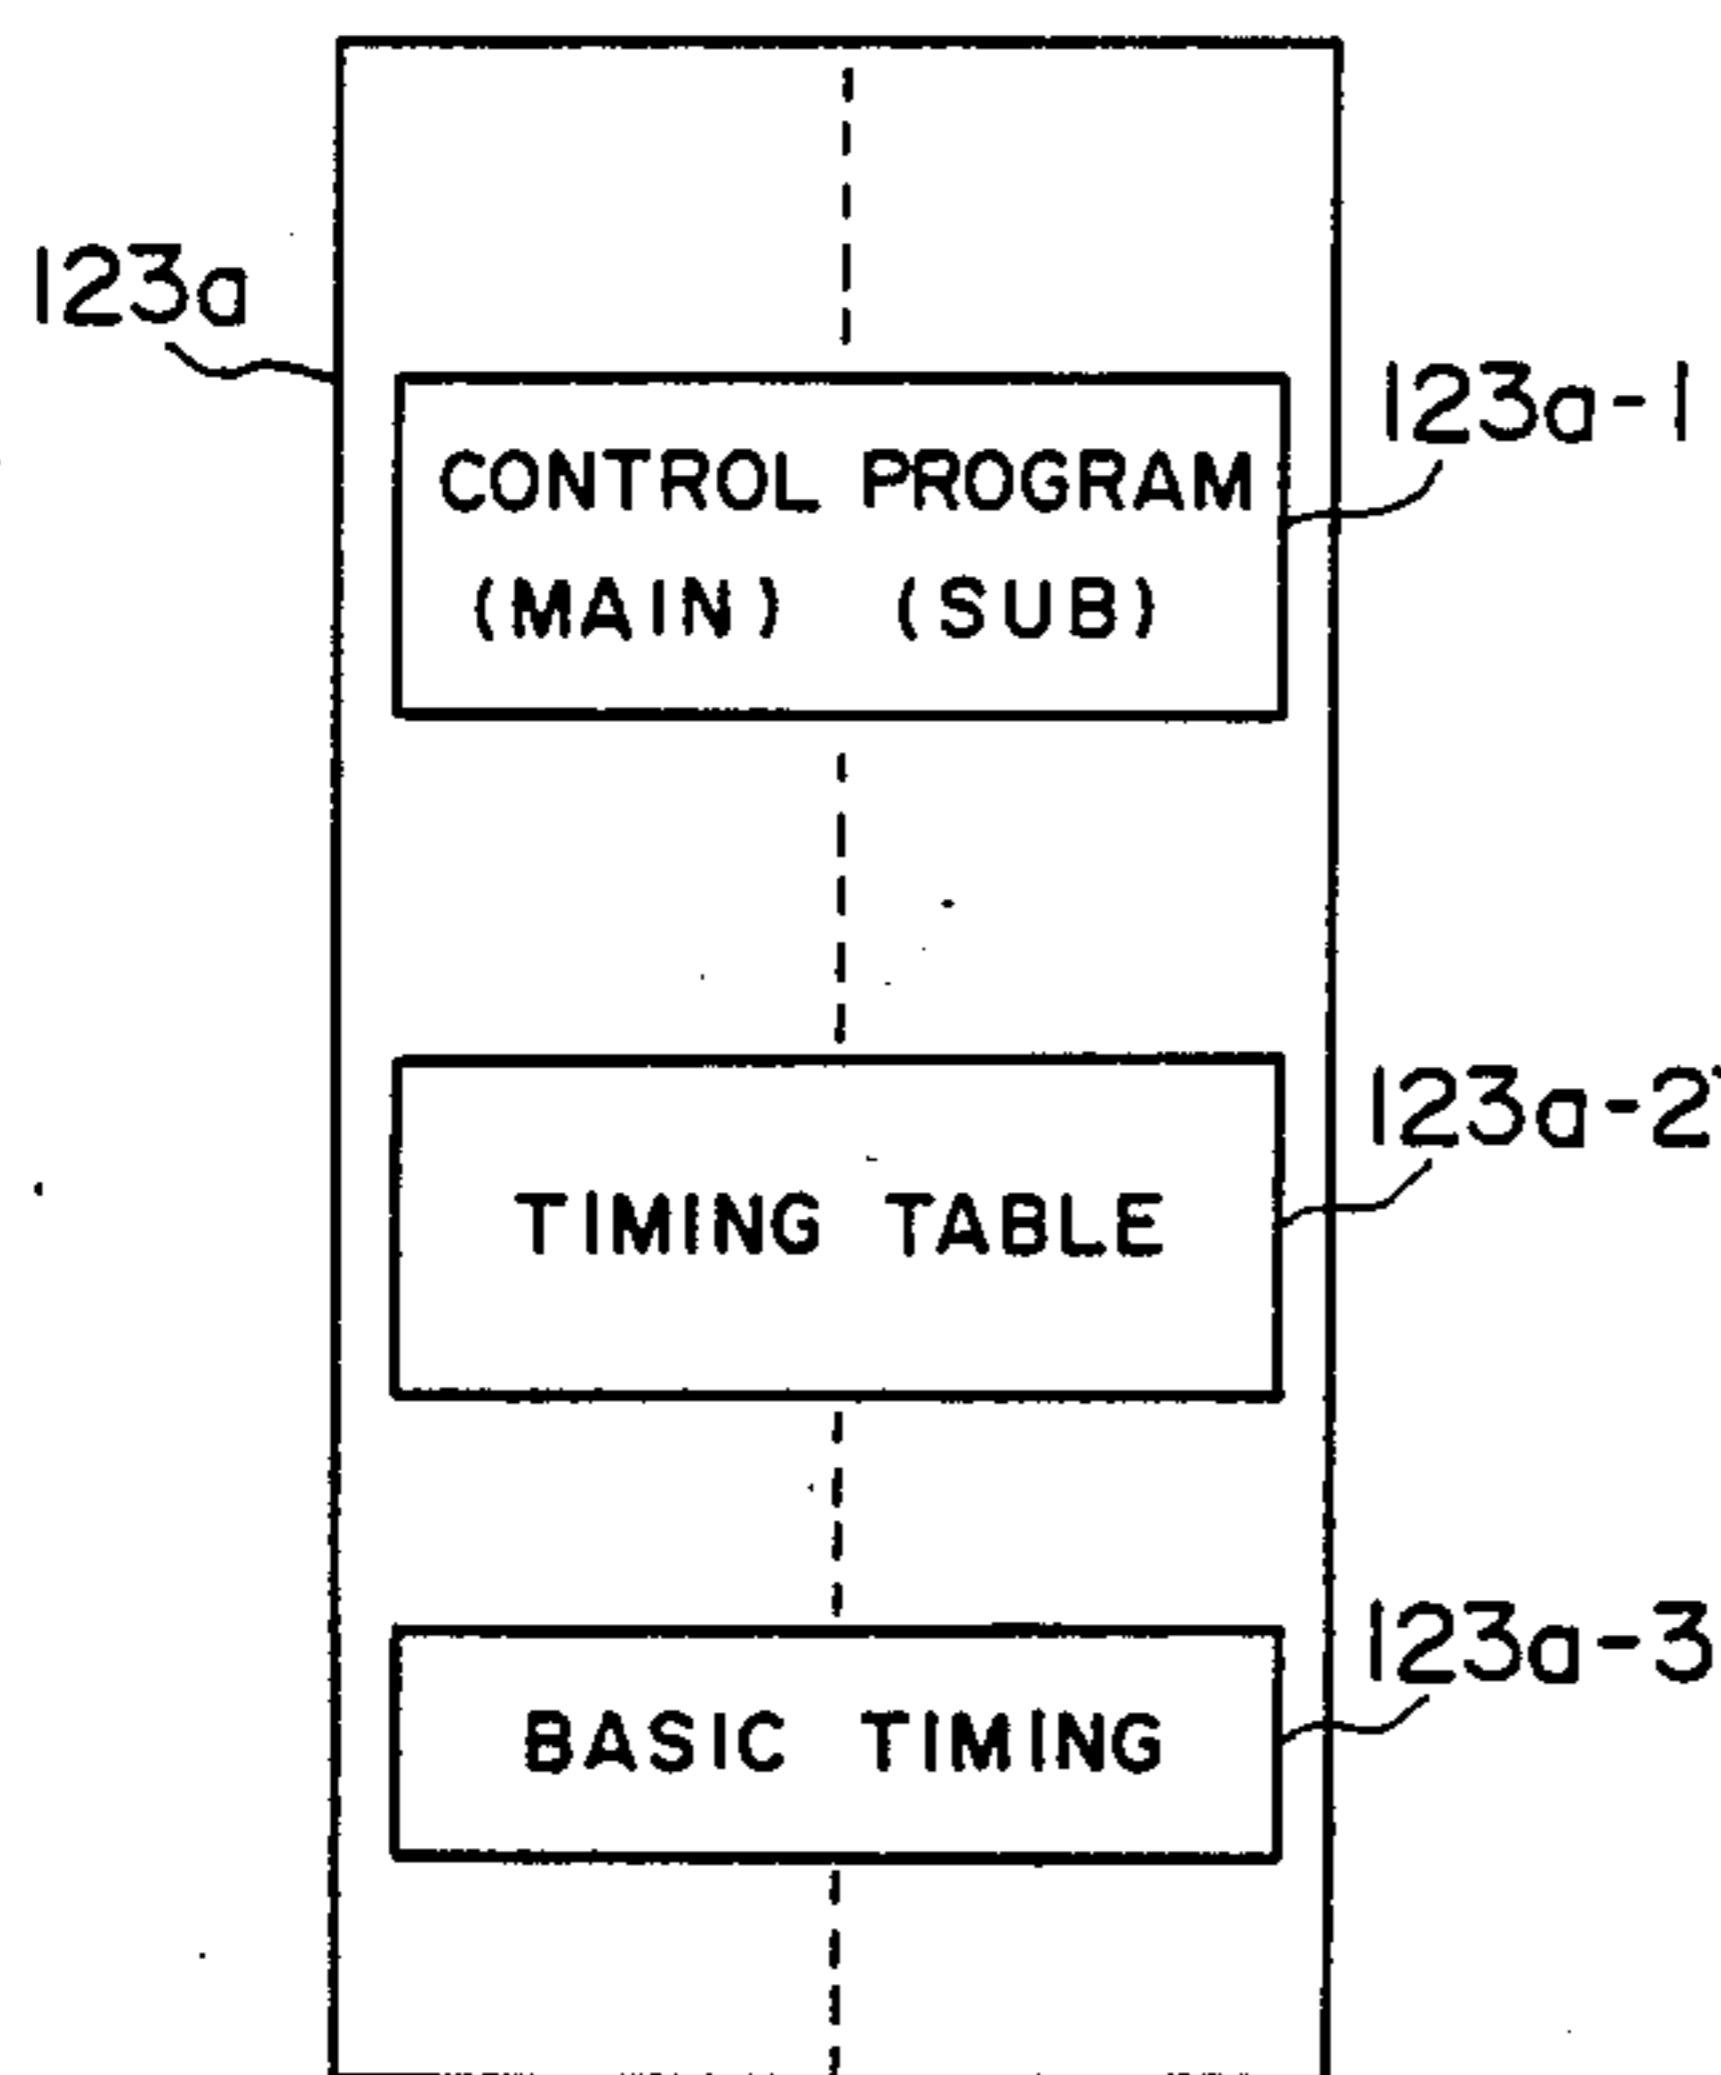 123a
123a-1
CONTROL PROGRAM
(MAIN) (SUB)
123a-2
TIMING TABLE
123a-3
BASIC TIMING